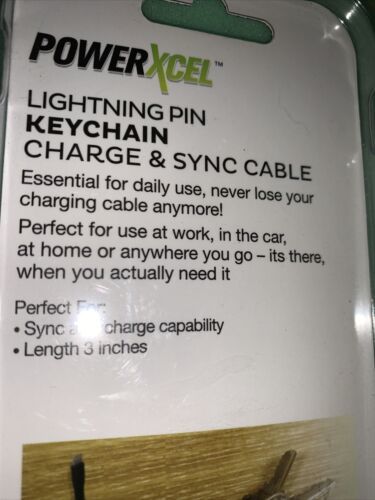 POWERXCEL™
LIGHTNING PIN
KEYCHAIN
CHARGE & SYNC CABLE
Essential for daily use, never lose your
charging cable anymore!
Perfect for use at work, in the car,
at home or anywhere you go – its there,
when you actually need it
Perfect For:
• Sync and charge capability
• Length 3 inches